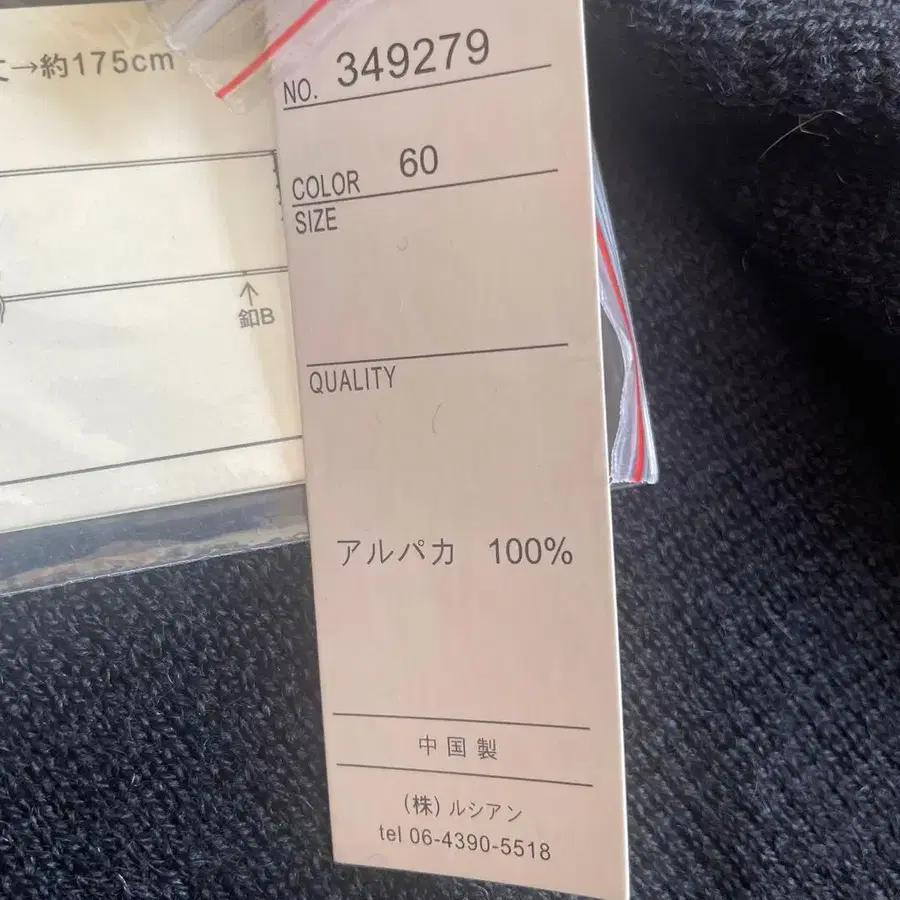 →約175cm
釦B
NO. 349279
COLOR 60
SIZE
QUALITY
アルパカ 100%
中国製
(株)ルシアン
tel 06-4390-5518